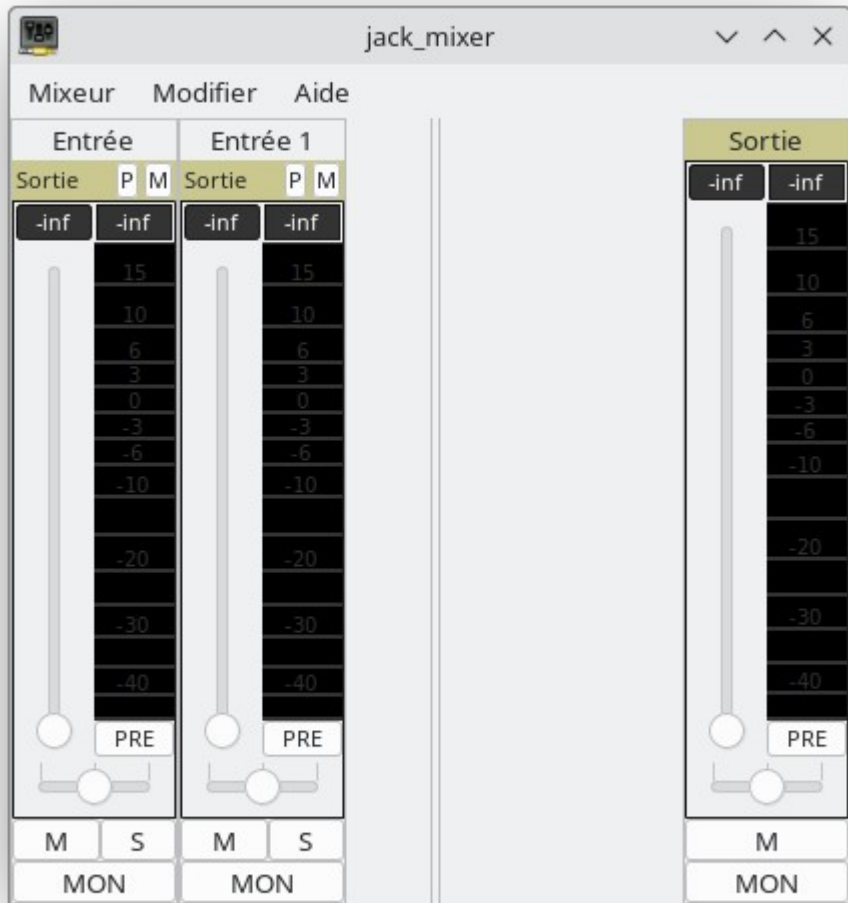 jack_mixer
Mixeur Modifier Aide
Entrée Entrée 1 Sortie
Sortie P M Sortie P M
-inf -inf -inf -inf -inf -inf
15 15 15
10 10 10
6 6 6
3 3 3
0 0 0
-3 -3 -3
-6 -6 -6
-10 -10 -10
-20 -20 -20
-30 -30 -30
-40 -40 -40
PRE PRE PRE
M S M S M
MON MON MON